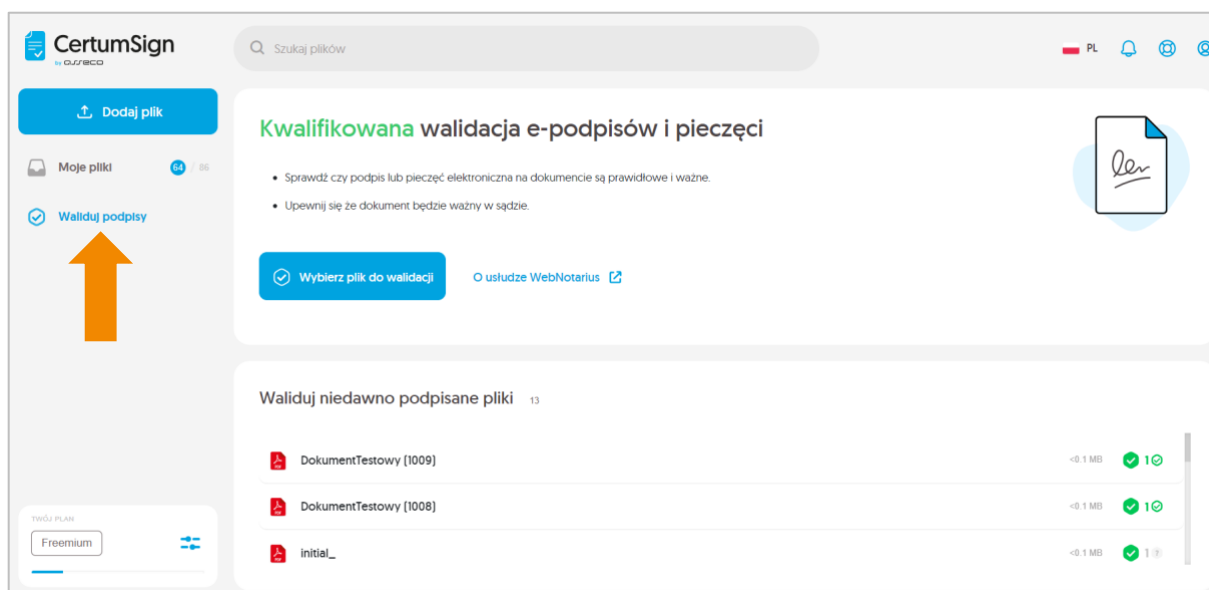 CertumSign
by asseco
Szukaj plików
PL
Dodaj plik
Moje pliki 64 / 86
Waliduj podpisy
Kwalifikowana walidacja e-podpisów i pieczęci
• Sprawdź czy podpis lub pieczęć elektroniczna na dokumencie są prawidłowe i ważne.
• Upewnij się że dokument będzie ważny w sądzie.
Wybierz plik do walidacji
O usłudze WebNotarius
Waliduj niedawno podpisane pliki 13
DokumentTestowy (1009) <0.1 MB 1
DokumentTestowy (1008) <0.1 MB 1
initial_ <0.1 MB 1 ?
TWÓJ PLAN
Freemium